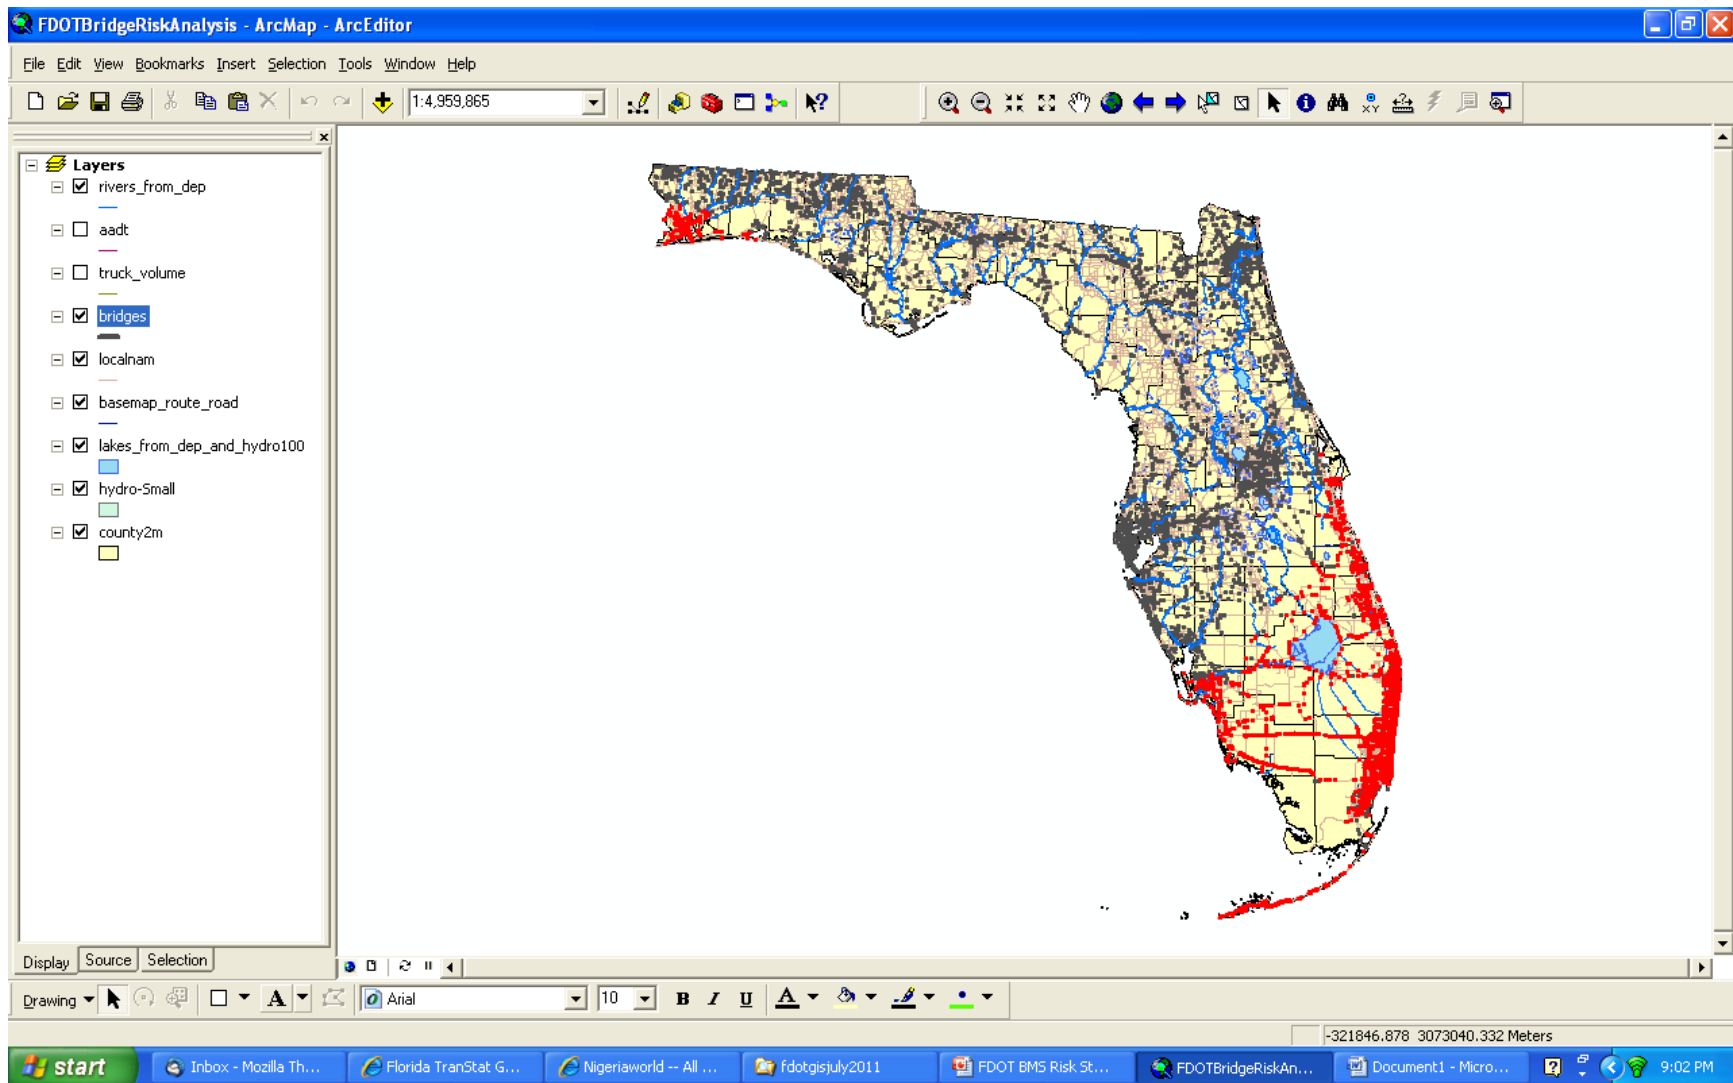 FDOTBridgeRiskAnalysis - ArcMap - ArcEditor
File Edit View Bookmarks Insert Selection Tools Window Help
1:4,959,865
Layers
rivers_from_dep
aadt
truck_volume
bridges
localnam
basemap_route_road
lakes_from_dep_and_hydro100
hydro-Small
county2m
Display Source Selection
Drawing A Arial 10 B I U A
-321846.878 3073040.332 Meters
start Inbox - Mozilla Th... Florida TranStat G... Nigeriaworld -- All ... fdotgisjuly2011 FDOT BMS Risk St... FDOTBridgeRiskAn... Document1 - Micro... 9:02 PM